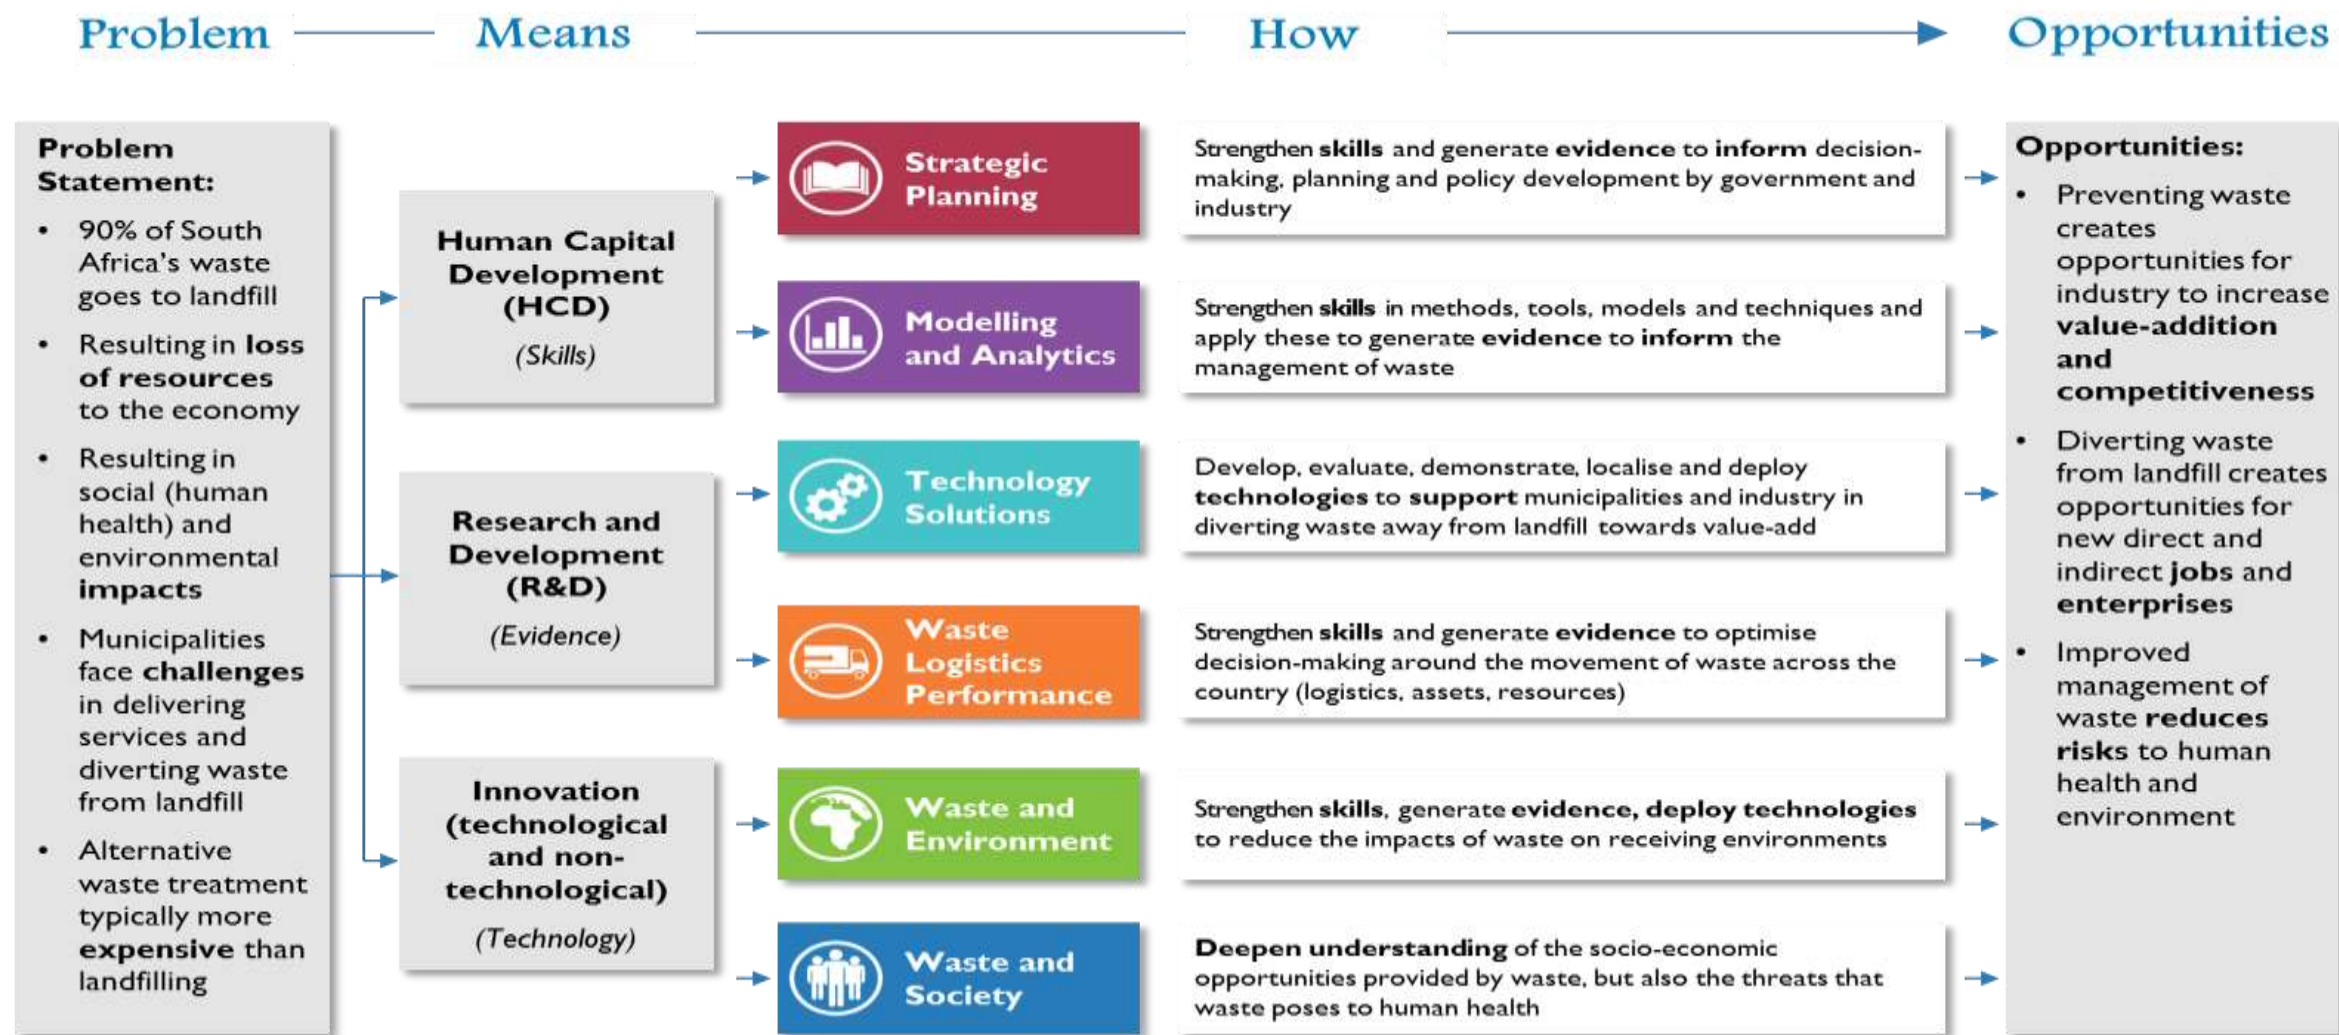 Problem
Means
How
Opportunities
Problem
Statement:
• 90% of South
Africa's waste
goes to landfill
• Resulting in loss
of resources
to the economy
• Resulting in
social (human
health) and
environmental
impacts
• Municipalities
face challenges
in delivering
services and
diverting waste
from landfill
• Alternative
waste treatment
typically more
expensive than
landfilling
Human Capital
Development
(HCD)
(Skills)
Research and
Development
(R&D)
(Evidence)
Innovation
(technological
and non-
technological)
(Technology)
Strategic
Planning
Strengthen skills and generate evidence to inform decision-
making, planning and policy development by government and
industry
Modelling
and Analytics
Strengthen skills in methods, tools, models and techniques and
apply these to generate evidence to inform the
management of waste
Technology
Solutions
Develop, evaluate, demonstrate, localise and deploy
technologies to support municipalities and industry in
diverting waste away from landfill towards value-add
Waste
Logistics
Performance
Strengthen skills and generate evidence to optimise
decision-making around the movement of waste across the
country (logistics, assets, resources)
Waste and
Environment
Strengthen skills, generate evidence, deploy technologies
to reduce the impacts of waste on receiving environments
Waste and
Society
Deepen understanding of the socio-economic
opportunities provided by waste, but also the threats that
waste poses to human health
Opportunities:
• Preventing waste
creates
opportunities for
industry to increase
value-addition
and
competitiveness
• Diverting waste
from landfill creates
opportunities for
new direct and
indirect jobs and
enterprises
• Improved
management of
waste reduces
risks to human
health and
environment